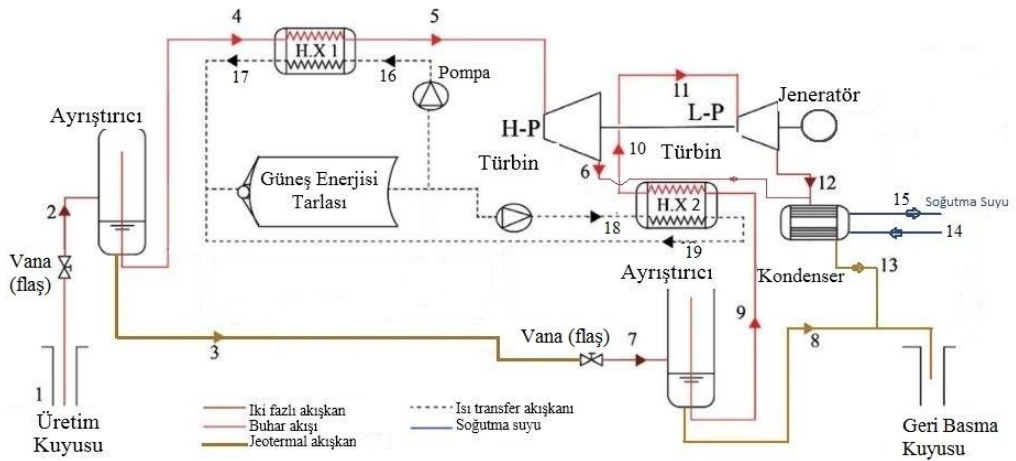 4
5
H.X 1
17
16
Pompa
11
Jeneratör
Ayrıştırıcı
L-P
H-P
10
Türbin
Türbin
6
12
Güneş Enerjisi
Tarlası
2
H.X 2
15
Soğutma Suyu
18
14
19
Vana
(flaş)
Ayrıştırıcı
Kondenser
13
3
Vana (flaş)
7
9
8
1
Üretim
Kuyusu
Iki fazlı akışkan
Buhar akışı
Jeotermal akışkan
Isı transfer akışkanı
Soğutma suyu
Geri Basma
Kuyusu